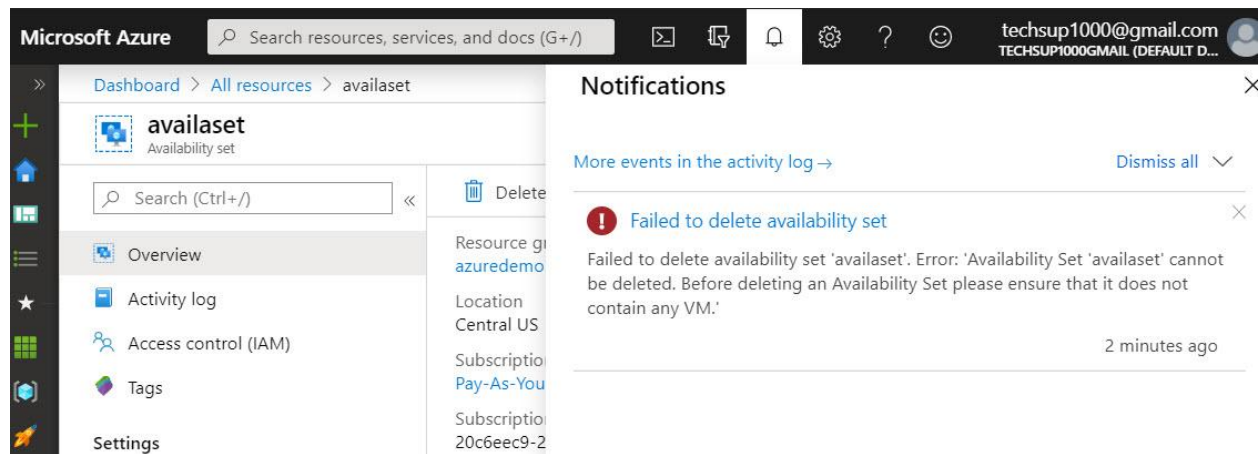 Microsoft Azure
Search resources, services, and docs (G+/)
techsup1000@gmail.com
TECHSUP1000GMAIL (DEFAULT D...
Dashboard > All resources > availaset
availaset
Availability set
Search (Ctrl+/)
Overview
Activity log
Access control (IAM)
Tags
Settings
Delete
Resource gr
azuredemo
Location
Central US
Subscriptio
Pay-As-You
Subscriptio
20c6eec9-2
Notifications
More events in the activity log →
Dismiss all
Failed to delete availability set
Failed to delete availability set 'availaset'. Error: 'Availability Set 'availaset' cannot
be deleted. Before deleting an Availability Set please ensure that it does not
contain any VM.'
2 minutes ago